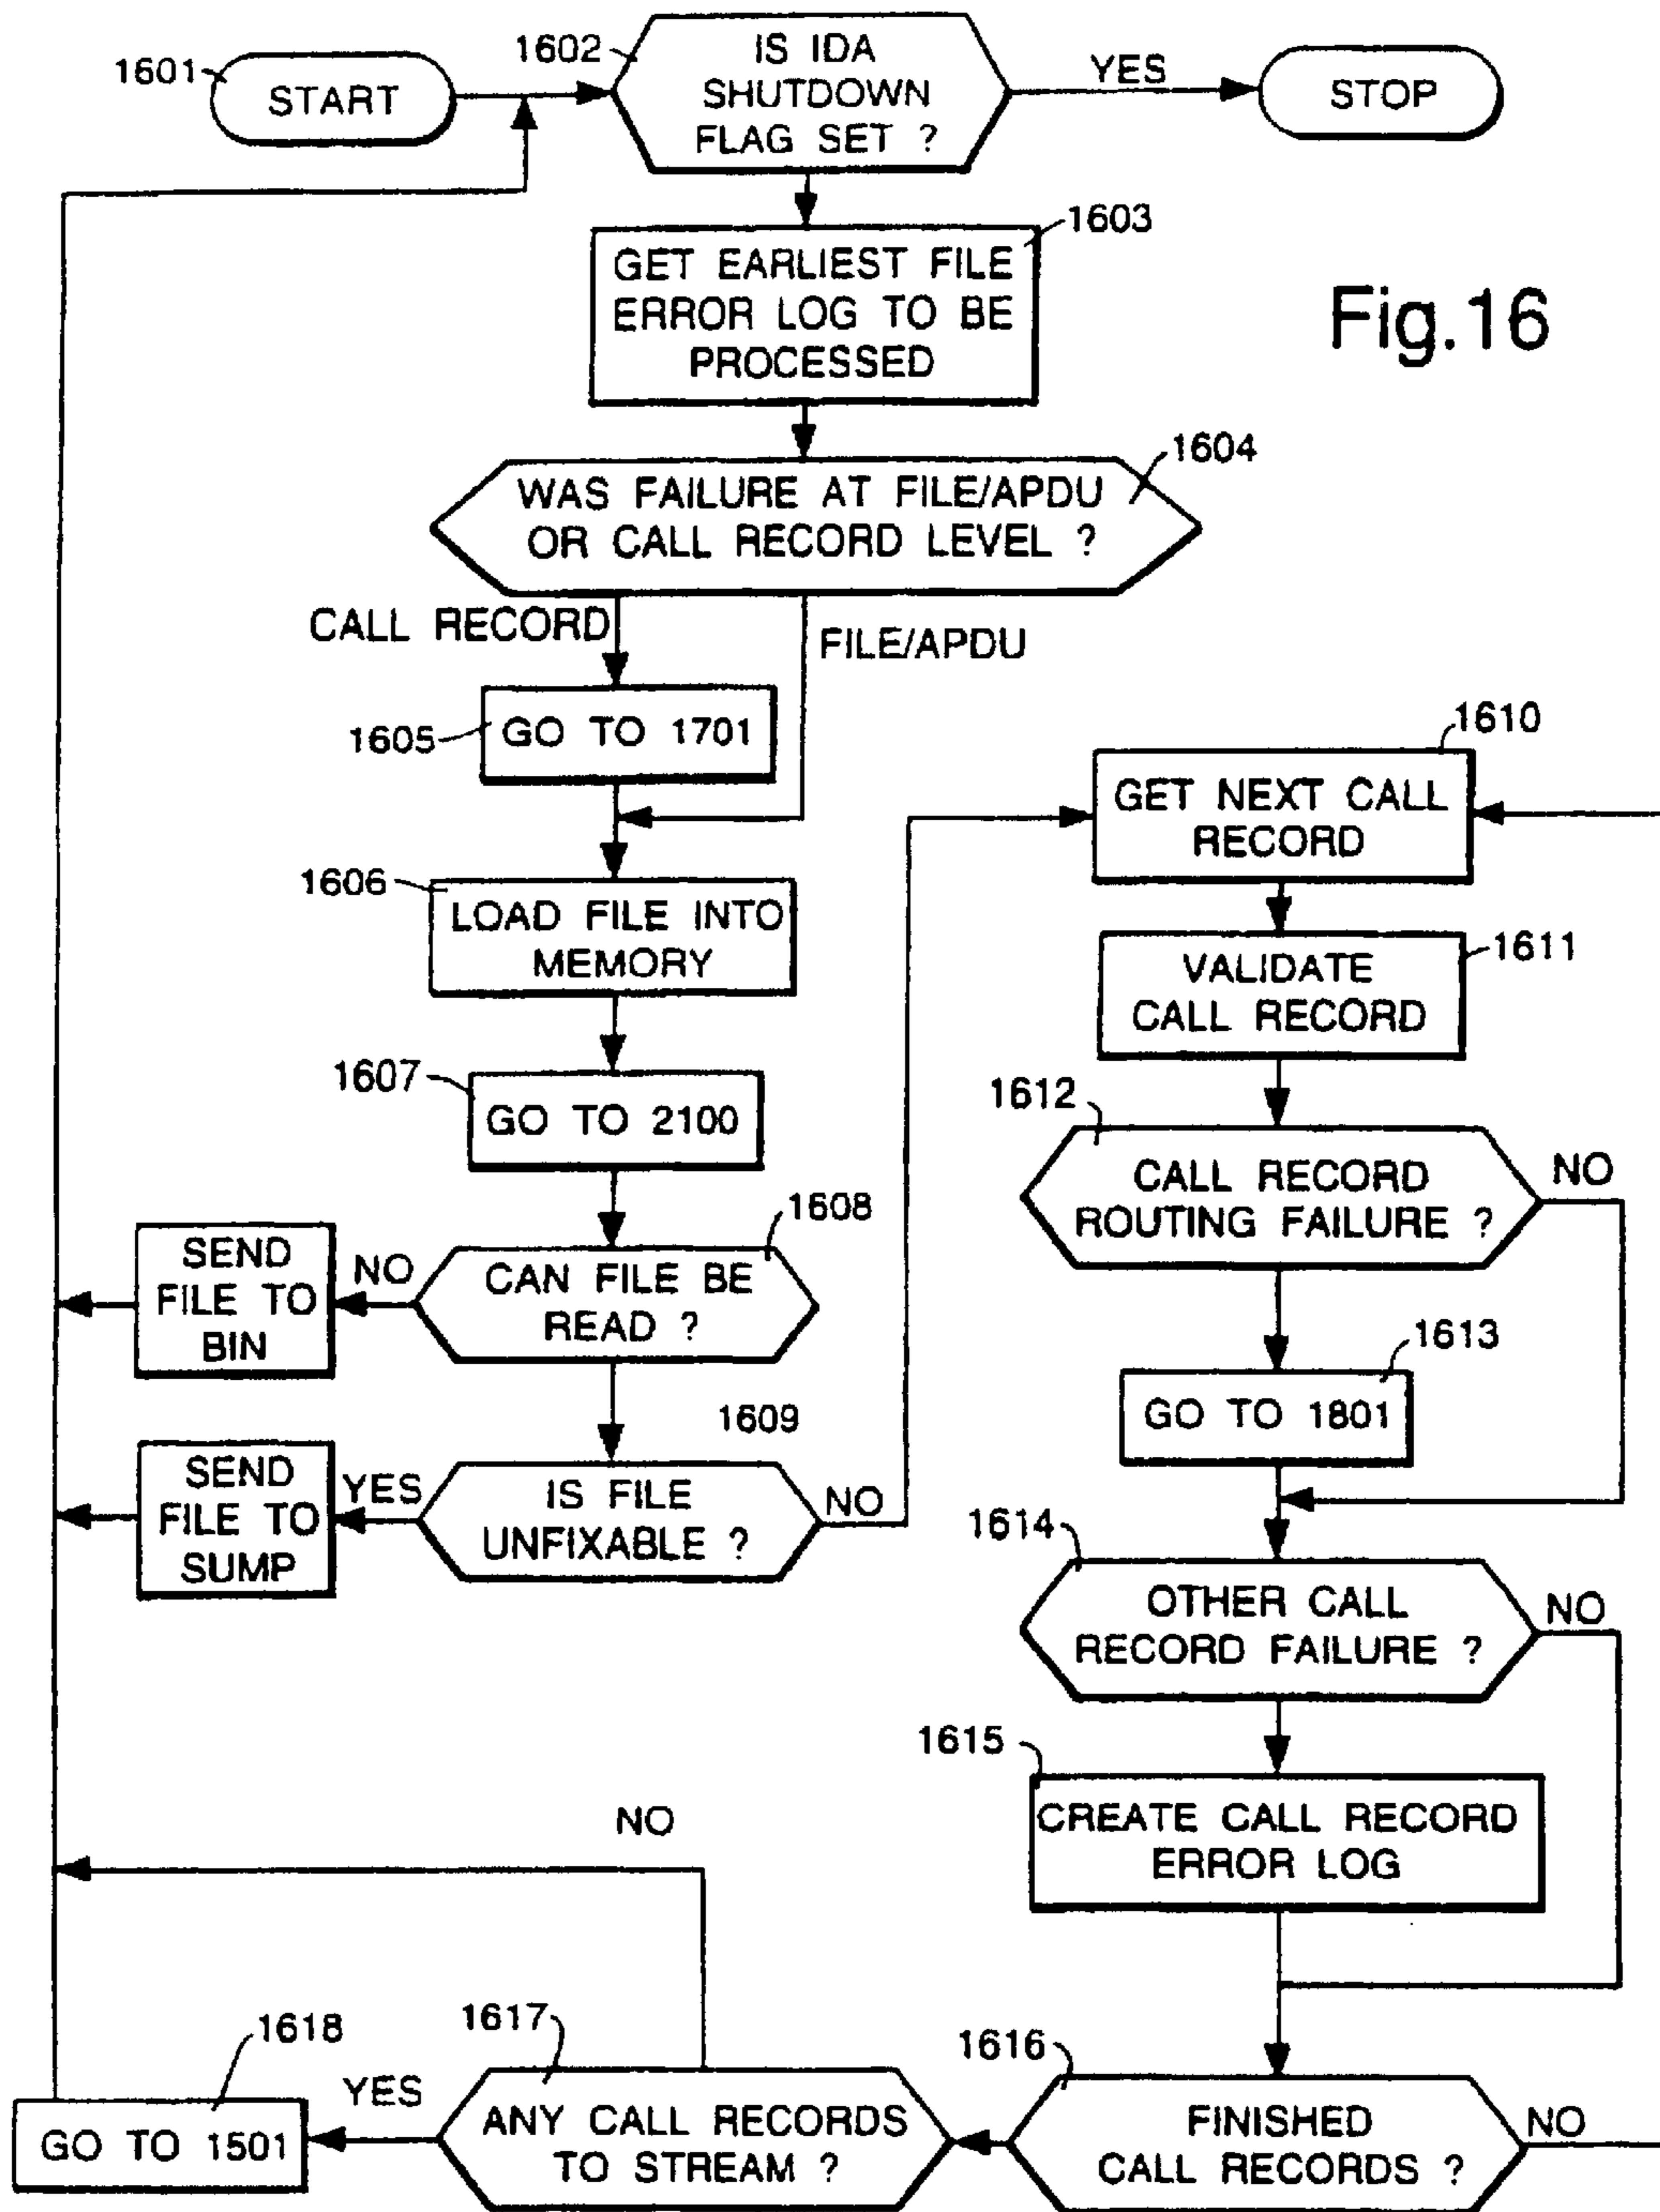 1601
START
1602
IS IDA
SHUTDOWN
FLAG SET ?
YES
STOP
1603
GET EARLIEST FILE
ERROR LOG TO BE
PROCESSED
Fig.16
1604
WAS FAILURE AT FILE/APDU
OR CALL RECORD LEVEL ?
CALL RECORD
FILE/APDU
1605
GO TO 1701
1606
LOAD FILE INTO
MEMORY
1607
GO TO 2100
1608
CAN FILE BE
READ ?
NO
SEND
FILE TO
BIN
1609
IS FILE
UNFIXABLE ?
YES
SEND
FILE TO
SUMP
NO
1610
GET NEXT CALL
RECORD
1611
VALIDATE
CALL RECORD
1612
CALL RECORD
ROUTING FAILURE ?
NO
1613
GO TO 1801
1614
OTHER CALL
RECORD FAILURE ?
NO
1615
CREATE CALL RECORD
ERROR LOG
1616
FINISHED
CALL RECORDS ?
NO
1617
ANY CALL RECORDS
TO STREAM ?
NO
YES
1618
GO TO 1501